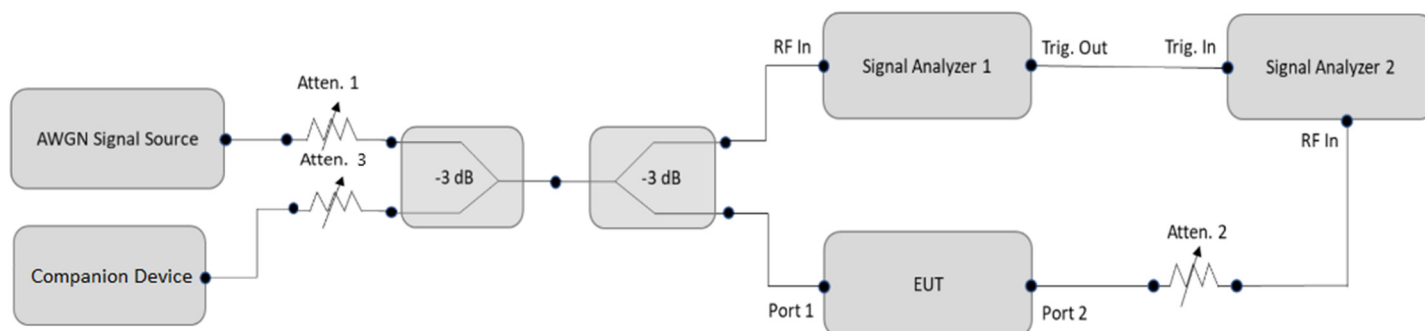 RF In
Signal Analyzer 1
Trig. Out
Trig. In
Signal Analyzer 2
Atten. 1
AWGN Signal Source
RF In
Atten. 3
-3 dB
-3 dB
Companion Device
Atten. 2
EUT
Port 1
Port 2